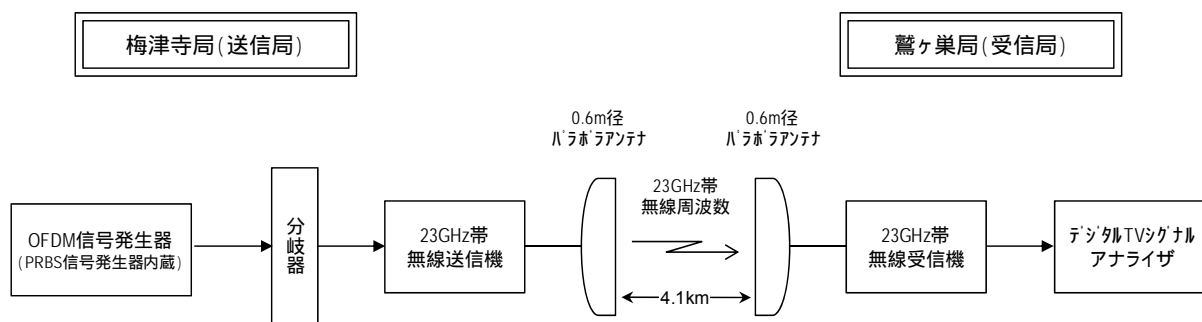 梅津寺局(送信局)
鷲ヶ巣局(受信局)
0.6m径
ﾊﾟﾗﾎﾞﾗｱﾝﾃﾅ
0.6m径
ﾊﾟﾗﾎﾞﾗｱﾝﾃﾅ
23GHz帯
無線周波数
OFDM信号発生器
(PRBS信号発生器内蔵)
分岐器
23GHz帯
無線送信機
4.1km
23GHz帯
無線受信機
ﾃﾞｼﾞﾀﾙTVｼｸﾞﾅﾙ
アナライザ